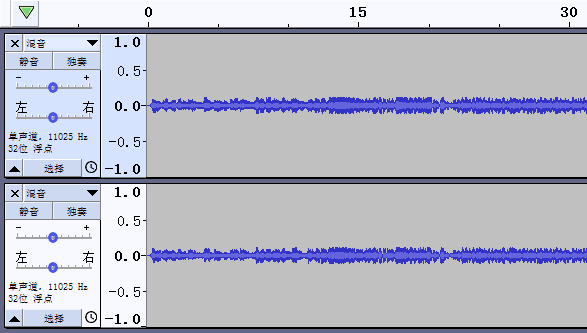 0 15 30
× 混音 1.0
静音 独奏
- + 0.5
左 右 0.0
单声道, 11025 Hz
32位 浮点 -0.5
选择 -1.0
× 混音 1.0
静音 独奏
- + 0.5
左 右 0.0
单声道, 11025 Hz
32位 浮点 -0.5
选择 -1.0